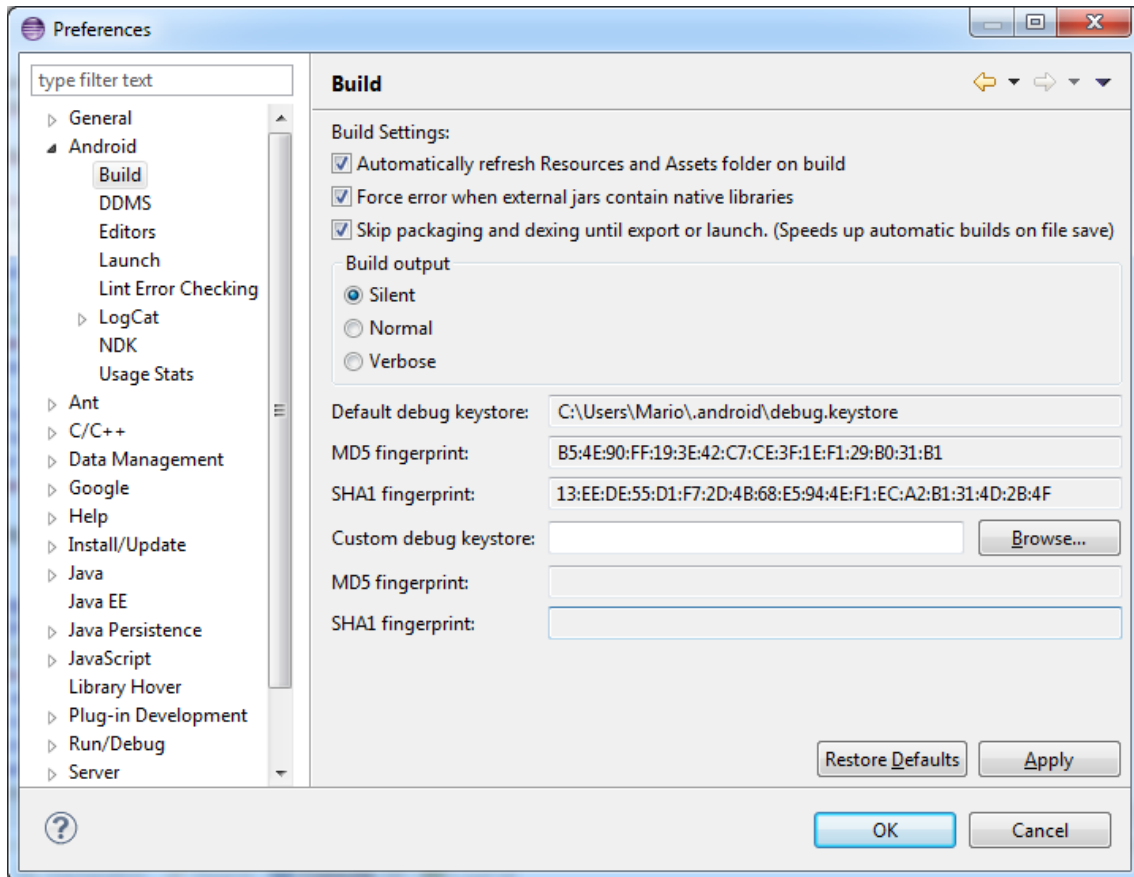 Preferences
type filter text
General
Android
Build
DDMS
Editors
Launch
Lint Error Checking
LogCat
NDK
Usage Stats
Ant
C/C++
Data Management
Google
Help
Install/Update
Java
Java EE
Java Persistence
JavaScript
Library Hover
Plug-in Development
Run/Debug
Server
Build
Build Settings:
Automatically refresh Resources and Assets folder on build
Force error when external jars contain native libraries
Skip packaging and dexing until export or launch. (Speeds up automatic builds on file save)
Build output
Silent
Normal
Verbose
Default debug keystore: C:\Users\Mario\.android\debug.keystore
MD5 fingerprint: B5:4E:90:FF:19:3E:42:C7:CE:3F:1E:F1:29:B0:31:B1
SHA1 fingerprint: 13:EE:DE:55:D1:F7:2D:4B:68:E5:94:4E:F1:EC:A2:B1:31:4D:2B:4F
Custom debug keystore: Browse...
MD5 fingerprint:
SHA1 fingerprint:
Restore Defaults Apply
OK Cancel